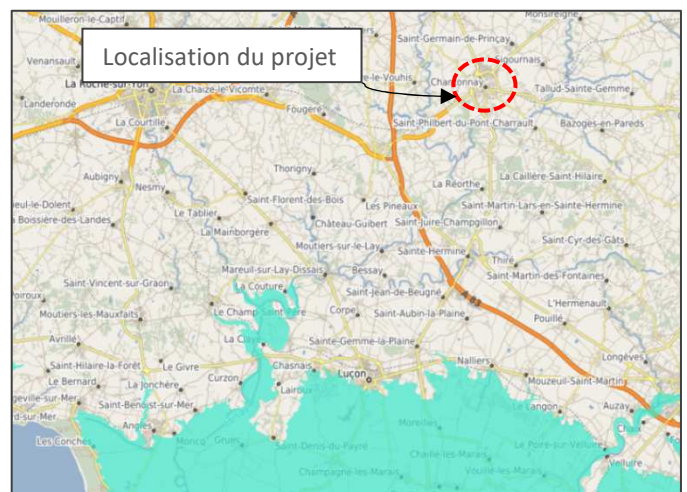 Mouilleron-le-Captif
Monsireigne
Saint-Germain-de-Prinçay
Venansault
Localisation du projet
La Roche-sur-Yon
La Chaize-le-Vicomte
Chantonnay
Tallud-Sainte-Gemme
Landeronde
Fougeré
La Courtille
Saint-Philbert-du-Pont-Charrault
Bazoges-en-Pareds
Aubigny
Nesmy
Thorigny
La Réorthe
La Caillère-Saint-Hilaire
Saint-Florent-des-Bois
Les Pineaux
Saint-Martin-Lars-en-Sainte-Hermine
Le Tablier
Boissière-des-Landes
La Mainborgère
Château-Guibert
Saint-Juire-Champgillon
Moutiers-sur-le-Lay
Sainte-Hermine
Thiré
Saint-Cyr-des-Gâts
Mareuil-sur-Lay-Dissais
Bessay
Saint-Martin-des-Fontaines
Saint-Vincent-sur-Graon
La Couture
Saint-Jean-de-Beugné
A 83
L'Hermenault
Moutiers-les-Mauxfaits
Le Champ-Saint-Père
Corpe
Saint-Aubin-la-Plaine
Pouillé
Avrillé
Sainte-Gemme-la-Plaine
Saint-Hilaire-la-Forêt
Le Givre
Chasnais
Luçon
Nalliers
Longèves
Le Bernard
La Jonchère
Curzon
Lairoux
Mouzeuil-Saint-Martin
Saint-Benoist-sur-Mer
Le Langon
Auzay
Angles
Les Conches
Moricq
Grues
Saint-Denis-du-Payré
Moreilles
Chaillé-les-Marais
Le Poiré-sur-Velluire
Velluire
Champagné-les-Marais
Vouillé-les-Marais